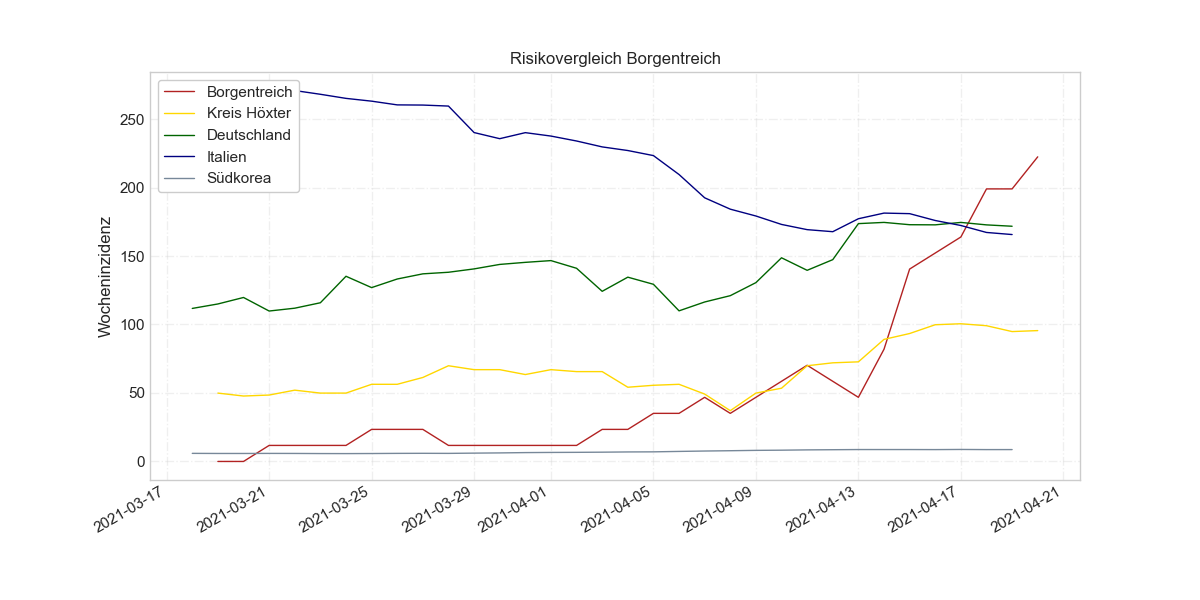 Risikovergleich Borgentreich
Borgentreich
Kreis Höxter
Deutschland
Italien
Südkorea
Wocheninzidenz
250
200
150
100
50
0
2021-03-17
2021-03-21
2021-03-25
2021-03-29
2021-04-01
2021-04-05
2021-04-09
2021-04-13
2021-04-17
2021-04-21